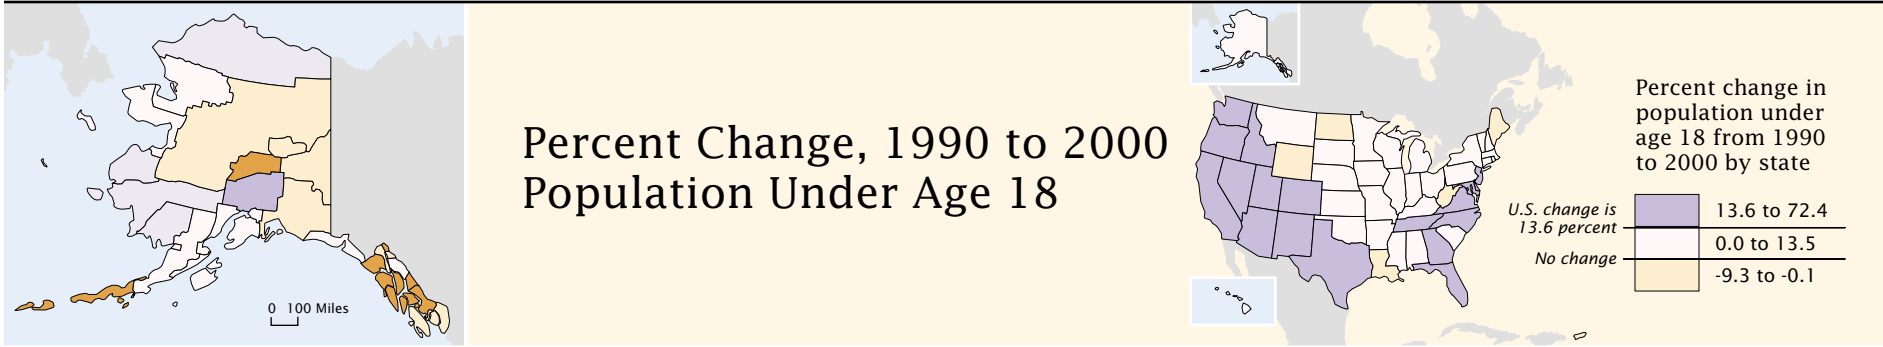 Percent Change, 1990 to 2000
Population Under Age 18
0 100 Miles
Percent change in
population under
age 18 from 1990
to 2000 by state
U.S. change is
13.6 percent
No change
13.6 to 72.4
0.0 to 13.5
-9.3 to -0.1